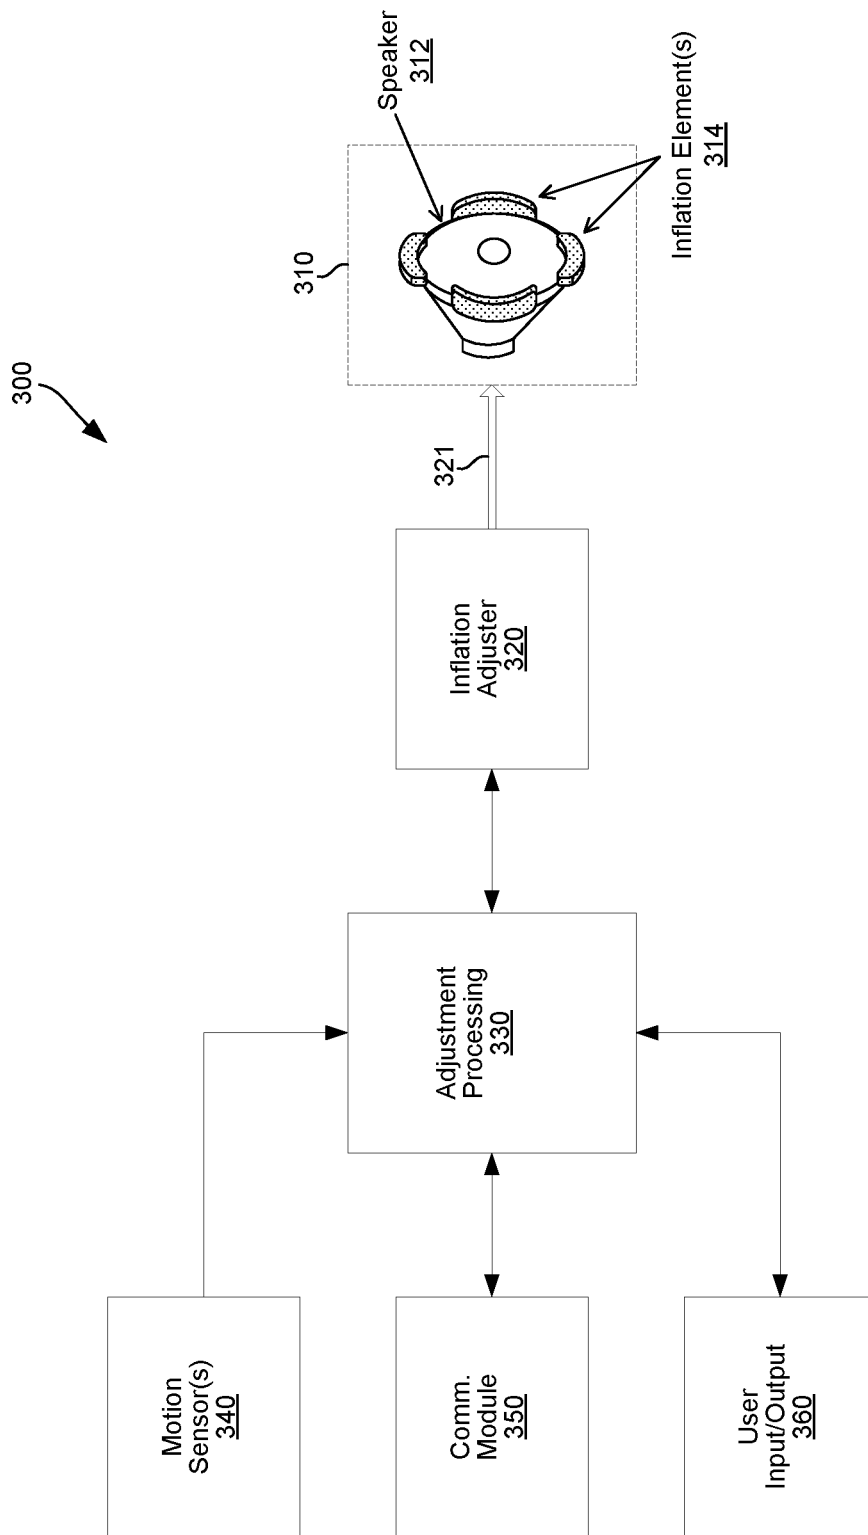 300
310
Speaker
312
Inflation Element(s)
314
321
Inflation
Adjuster
320
Adjustment
Processing
330
Motion
Sensor(s)
340
Comm.
Module
350
User
Input/Output
360